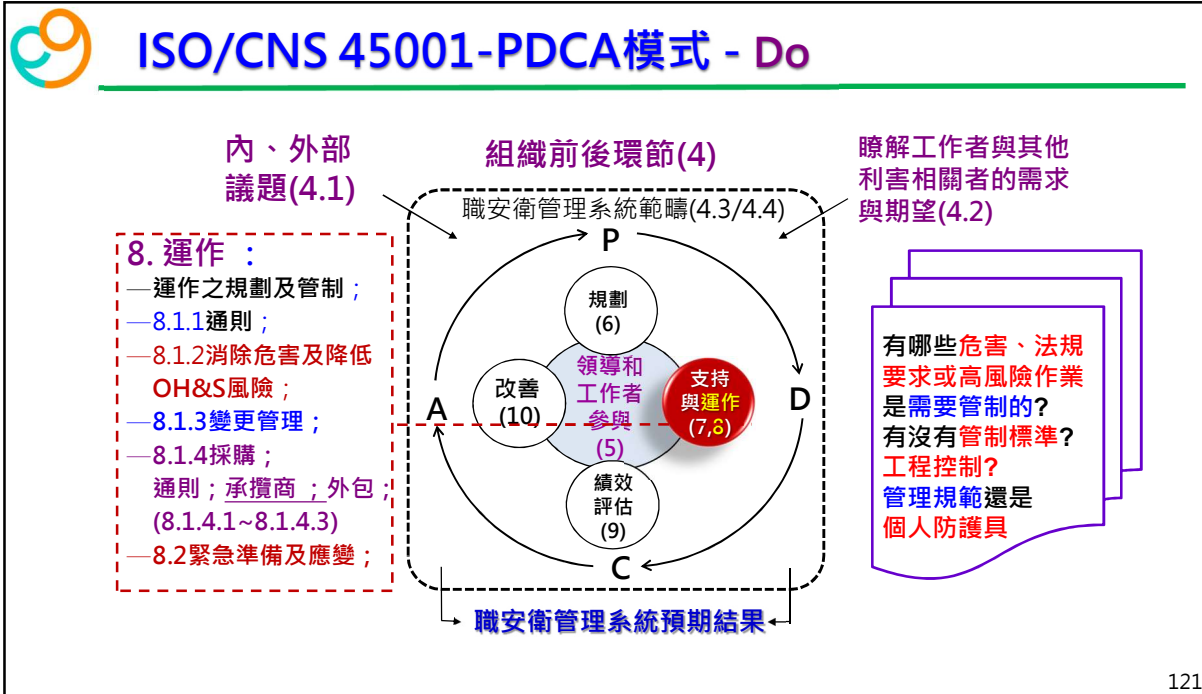 ISO/CNS 45001-PDCA模式 - Do
內、外部
議題(4.1)
組織前後環節(4)
瞭解工作者與其他
利害相關者的需求
與期望(4.2)
職安衛管理系統範疇(4.3/4.4)
P
8. 運作 ：
—運作之規劃及管制；
—8.1.1通則；
—8.1.2消除危害及降低
OH&S風險；
—8.1.3變更管理；
—8.1.4採購；
通則；承攬商 ；外包；
(8.1.4.1~8.1.4.3)
—8.2緊急準備及應變；
規劃
(6)
領導和
工作者
參與
(5)
改善
(10)
A
支持
與運作
(7,8)
D
績效
評估
(9)
C
有哪些危害、法規
要求或高風險作業
是需要管制的?
有沒有管制標準?
工程控制?
管理規範還是
個人防護具
職安衛管理系統預期結果
121